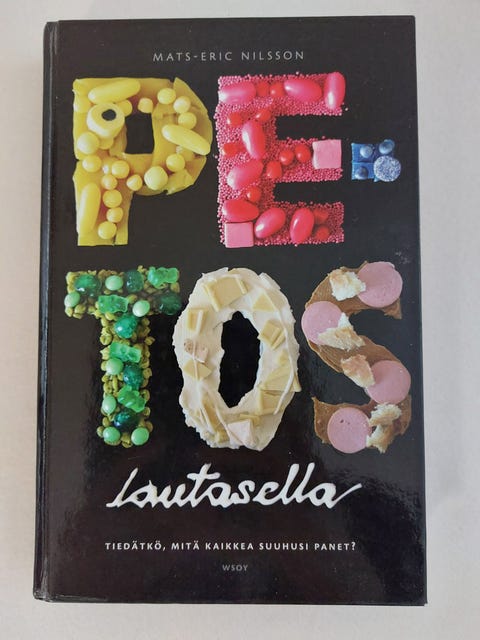 MATS-ERIC NILSSON
PE-
TOS
lautasella
TIEDÄTKÖ, MITÄ KAIKKEA SUUHUSI PANET?
WSOY